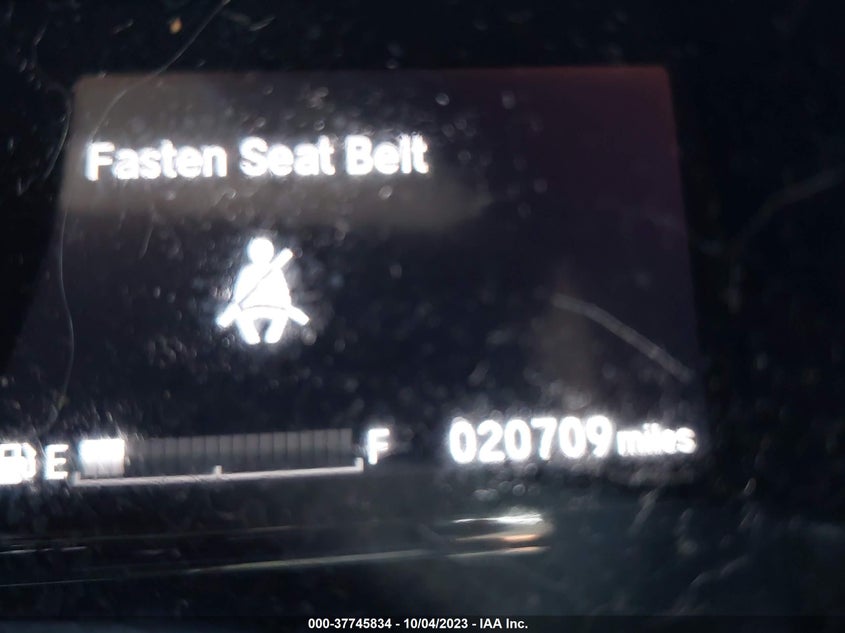 Fasten Seat Belt
E F 020709 miles
000-37745834 - 10/04/2023 - IAA Inc.